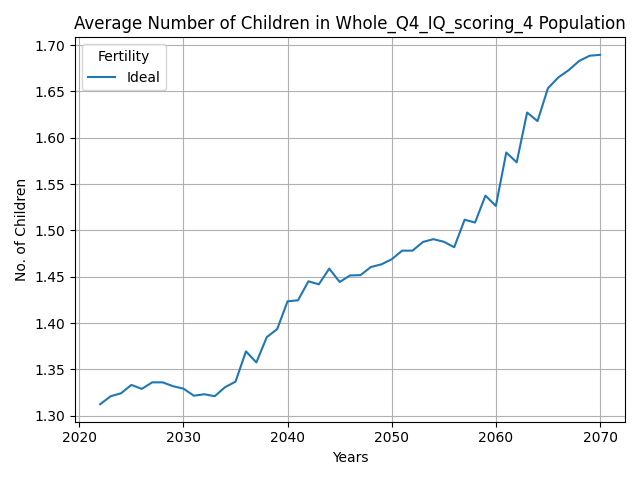 Average Number of Children in Whole_Q4_IQ_scoring_4 Population
Fertility
Ideal
No. of Children
1.70
1.65
1.60
1.55
1.50
1.45
1.40
1.35
1.30
2020 2030 2040 2050 2060 2070
Years